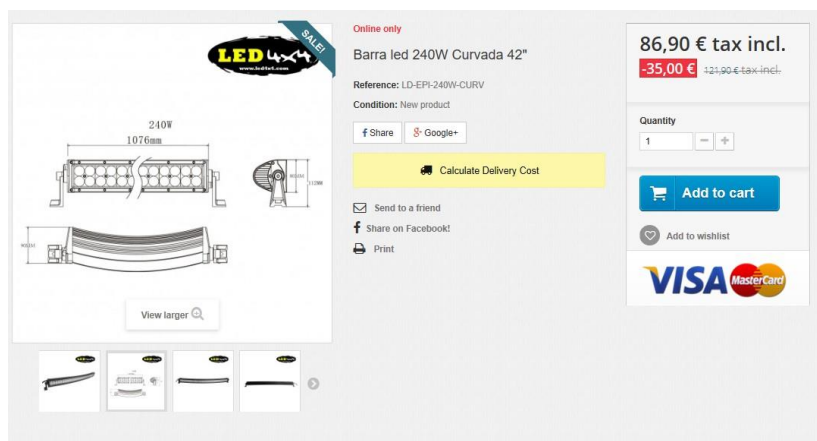 LED4x4
www.led4x4.com
SALE!
240W
1076mm
112MM
View larger
Online only
Barra led 240W Curvada 42"
Reference: LD-EPI-240W-CURV
Condition: New product
Share
Google+
Calculate Delivery Cost
Send to a friend
Share on Facebook!
Print
86,90 € tax incl.
-35,00 € 121,90 € tax incl.
Quantity
1
Add to cart
Add to wishlist
VISA MasterCard